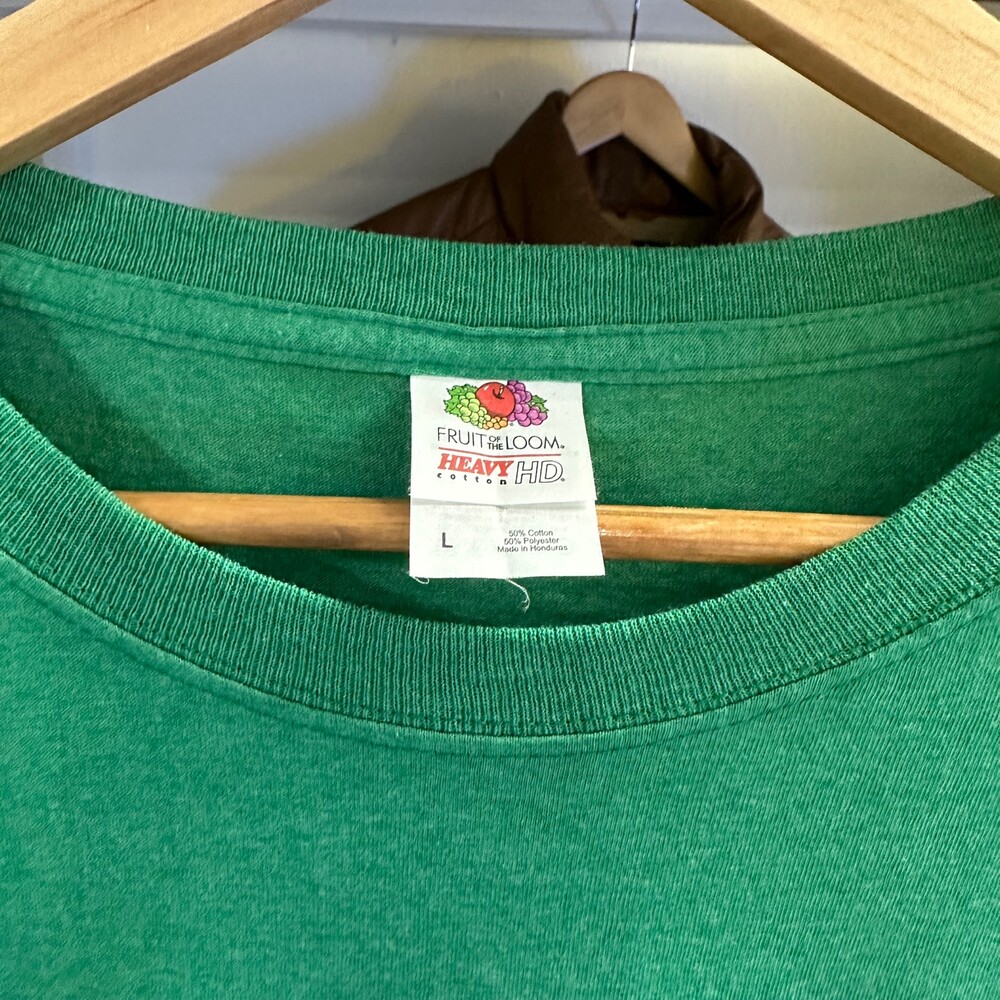 FRUIT OF THE LOOM®
HEAVY HD®
cotton
L
50% Cotton
50% Polyester
Made in Honduras